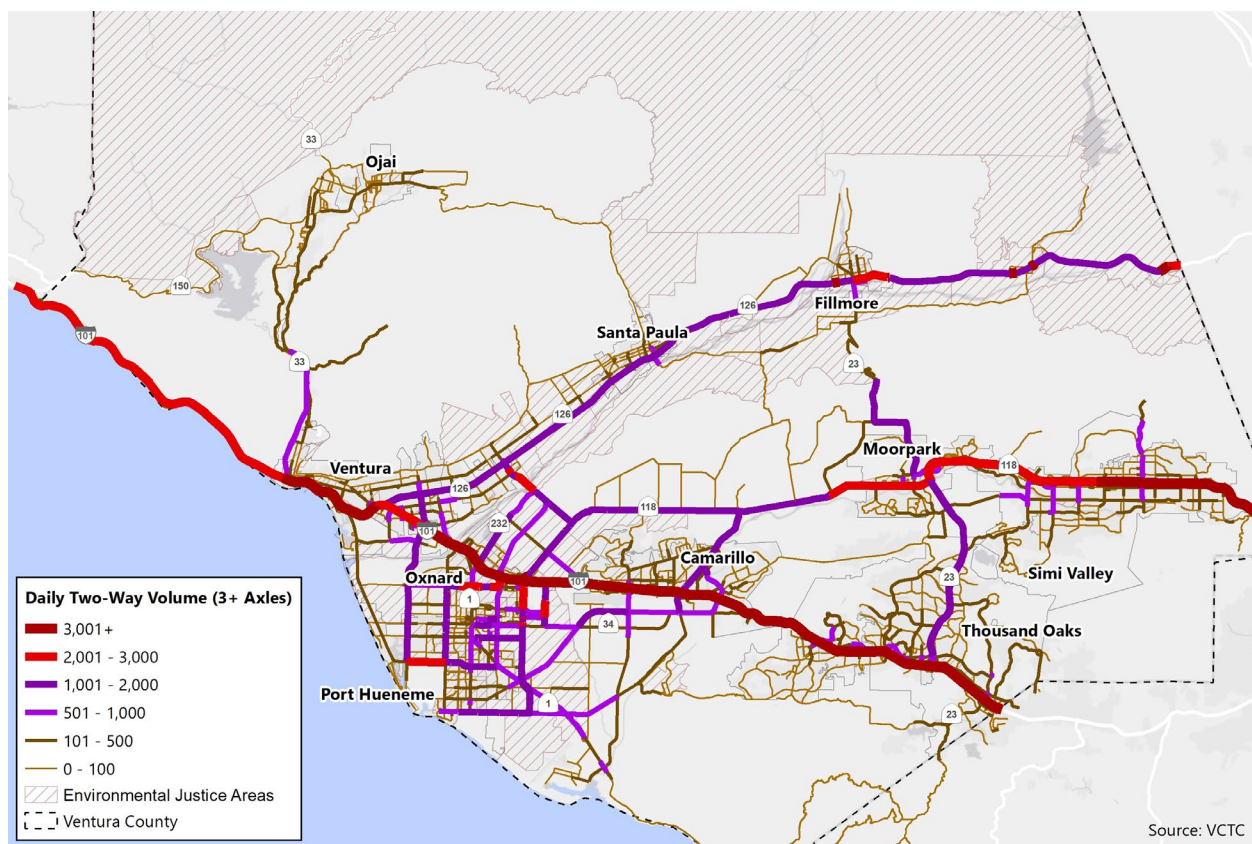 33
Ojai
150
101
33
Santa Paula
126
Fillmore
23
126
Ventura
126
Moorpark
118
118
232
101
Oxnard
101
Camarillo
1
34
23
Simi Valley
Thousand Oaks
Port Hueneme
1
23
Daily Two-Way Volume (3+ Axles)
3,001+
2,001 - 3,000
1,001 - 2,000
501 - 1,000
101 - 500
0 - 100
Environmental Justice Areas
Ventura County
Source: VCTC